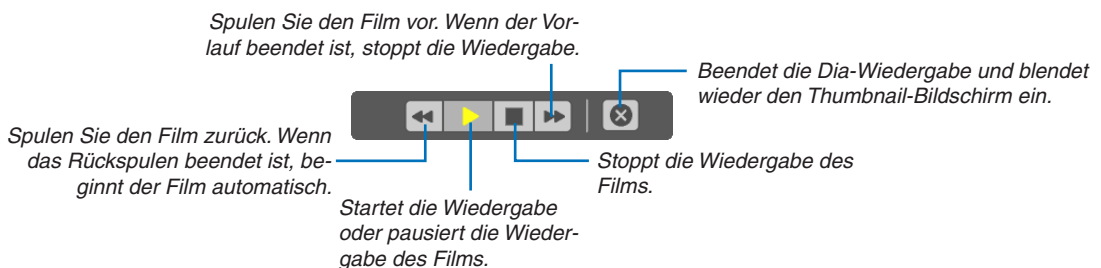 Spulen Sie den Film vor. Wenn der Vor-
lauf beendet ist, stoppt die Wiedergabe.
Beendet die Dia-Wiedergabe und blendet
wieder den Thumbnail-Bildschirm ein.
Spulen Sie den Film zurück. Wenn
das Rückspulen beendet ist, be-
ginnt der Film automatisch.
Stoppt die Wiedergabe des
Films.
Startet die Wiedergabe
oder pausiert die Wieder-
gabe des Films.